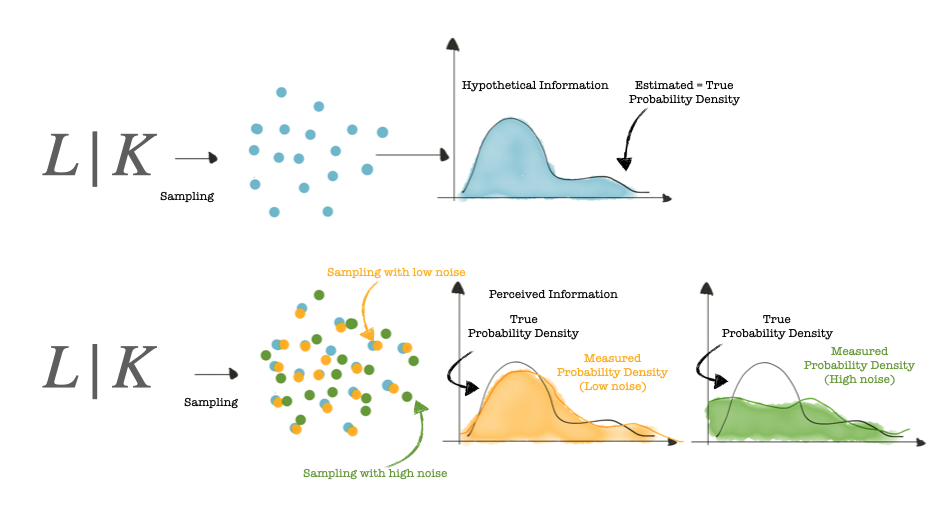 Hypothetical Information
Estimated = True
Probability Density
L|K
Sampling
Sampling with low noise
Perceived Information
True
Probability Density
True
Probability Density
Measured
Probability Density
(Low noise)
Measured
Probability Density
(High noise)
L|K
Sampling
Sampling with high noise